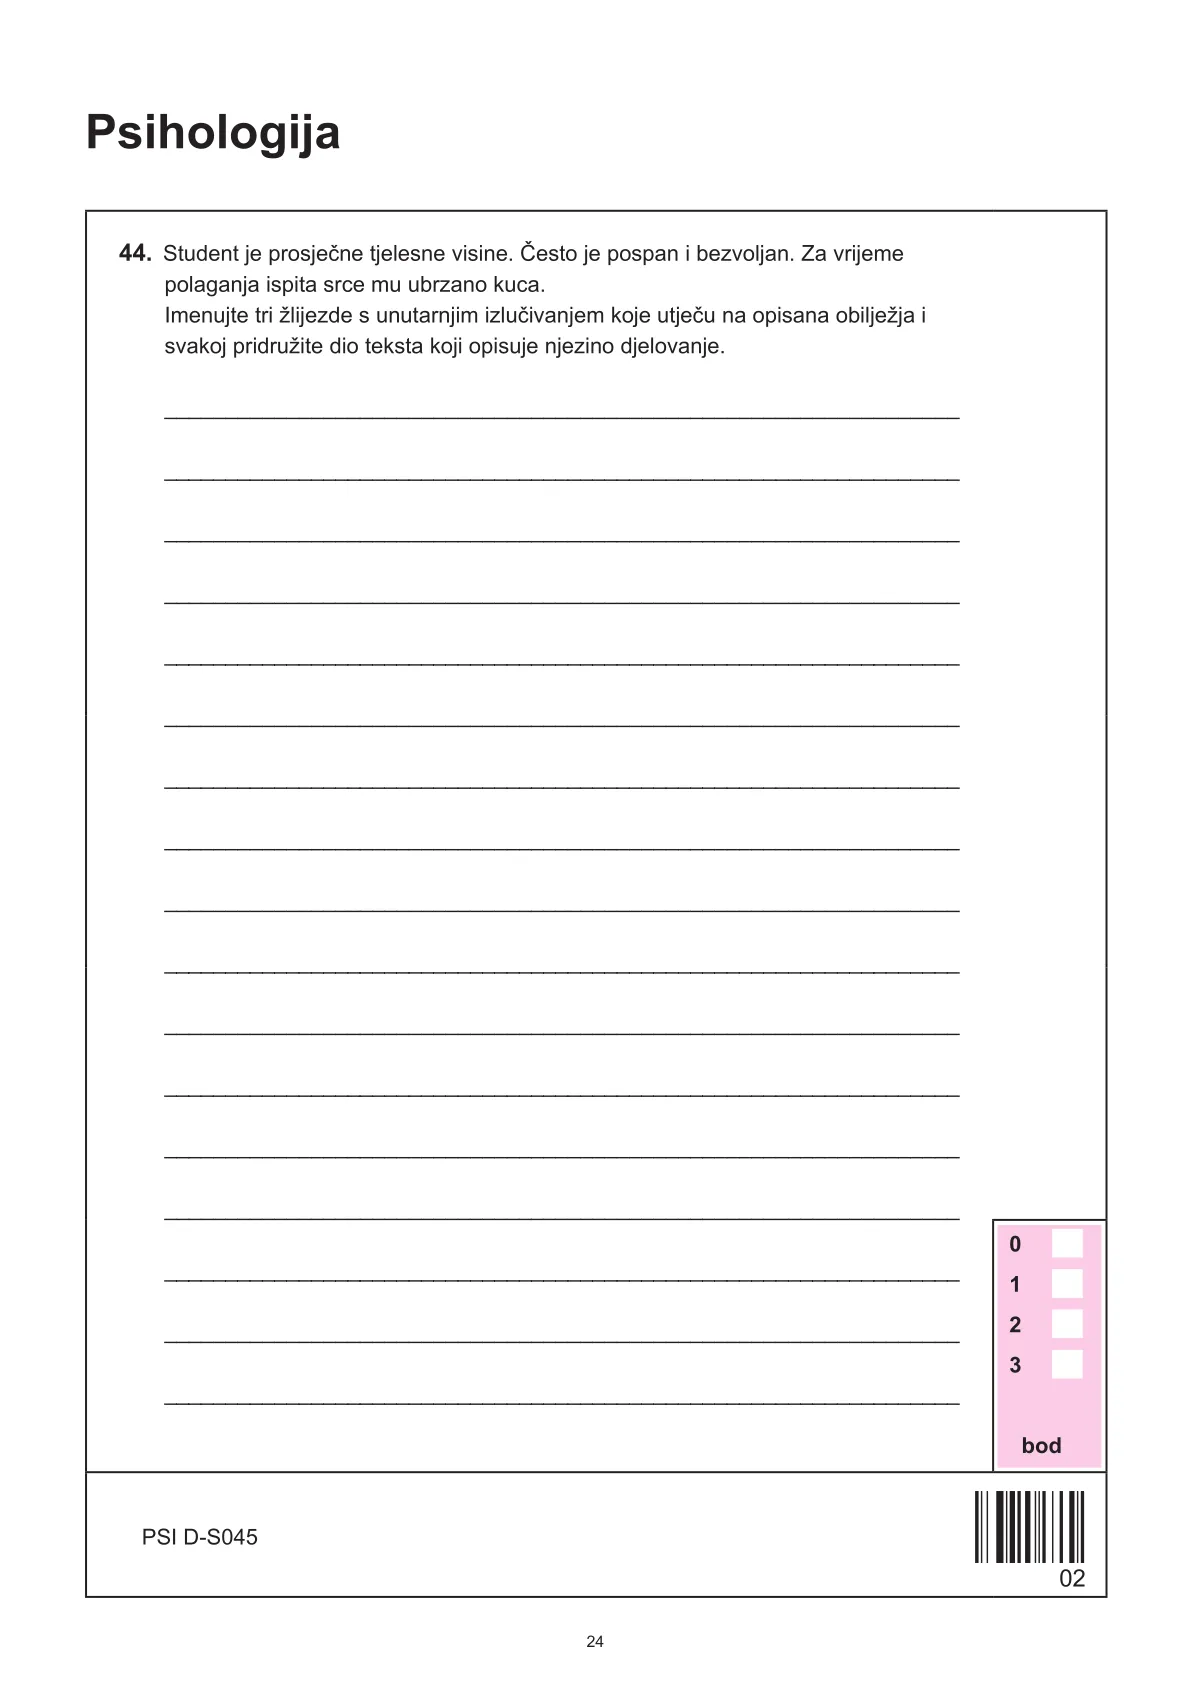 Psihologija
44. Student je prosječne tjelesne visine. Često je pospan i bezvoljan. Za vrijeme
polaganja ispita srce mu ubrzano kuca.
Imenujte tri žlijezde s unutarnjim izlučivanjem koje utječu na opisana obilježja i
svakoj pridružite dio teksta koji opisuje njezino djelovanje.
0
1
2
3
bod
PSI D-S045
02
24